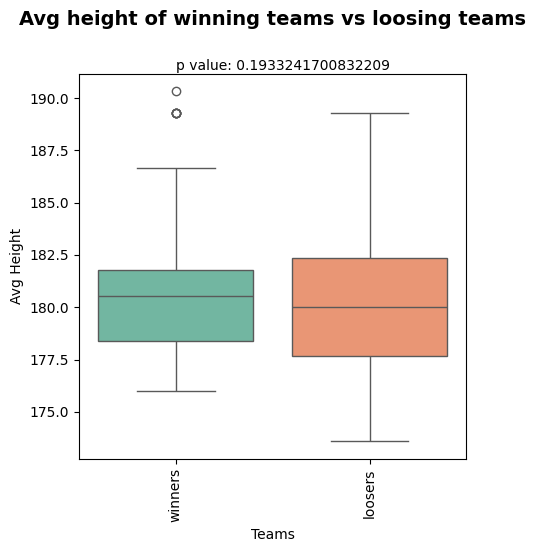 Avg height of winning teams vs loosing teams
p value: 0.1933241700832209
190.0
187.5
185.0
182.5
180.0
177.5
175.0
Avg Height
winners
loosers
Teams